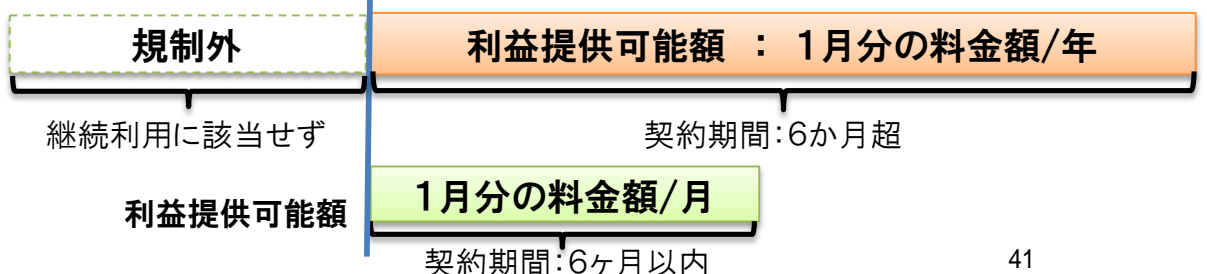 規制外
利益提供可能額 : 1月分の料金額/年
継続利用に該当せず
契約期間:6か月超
利益提供可能額
1月分の料金額/月
契約期間:6ヶ月以内
41